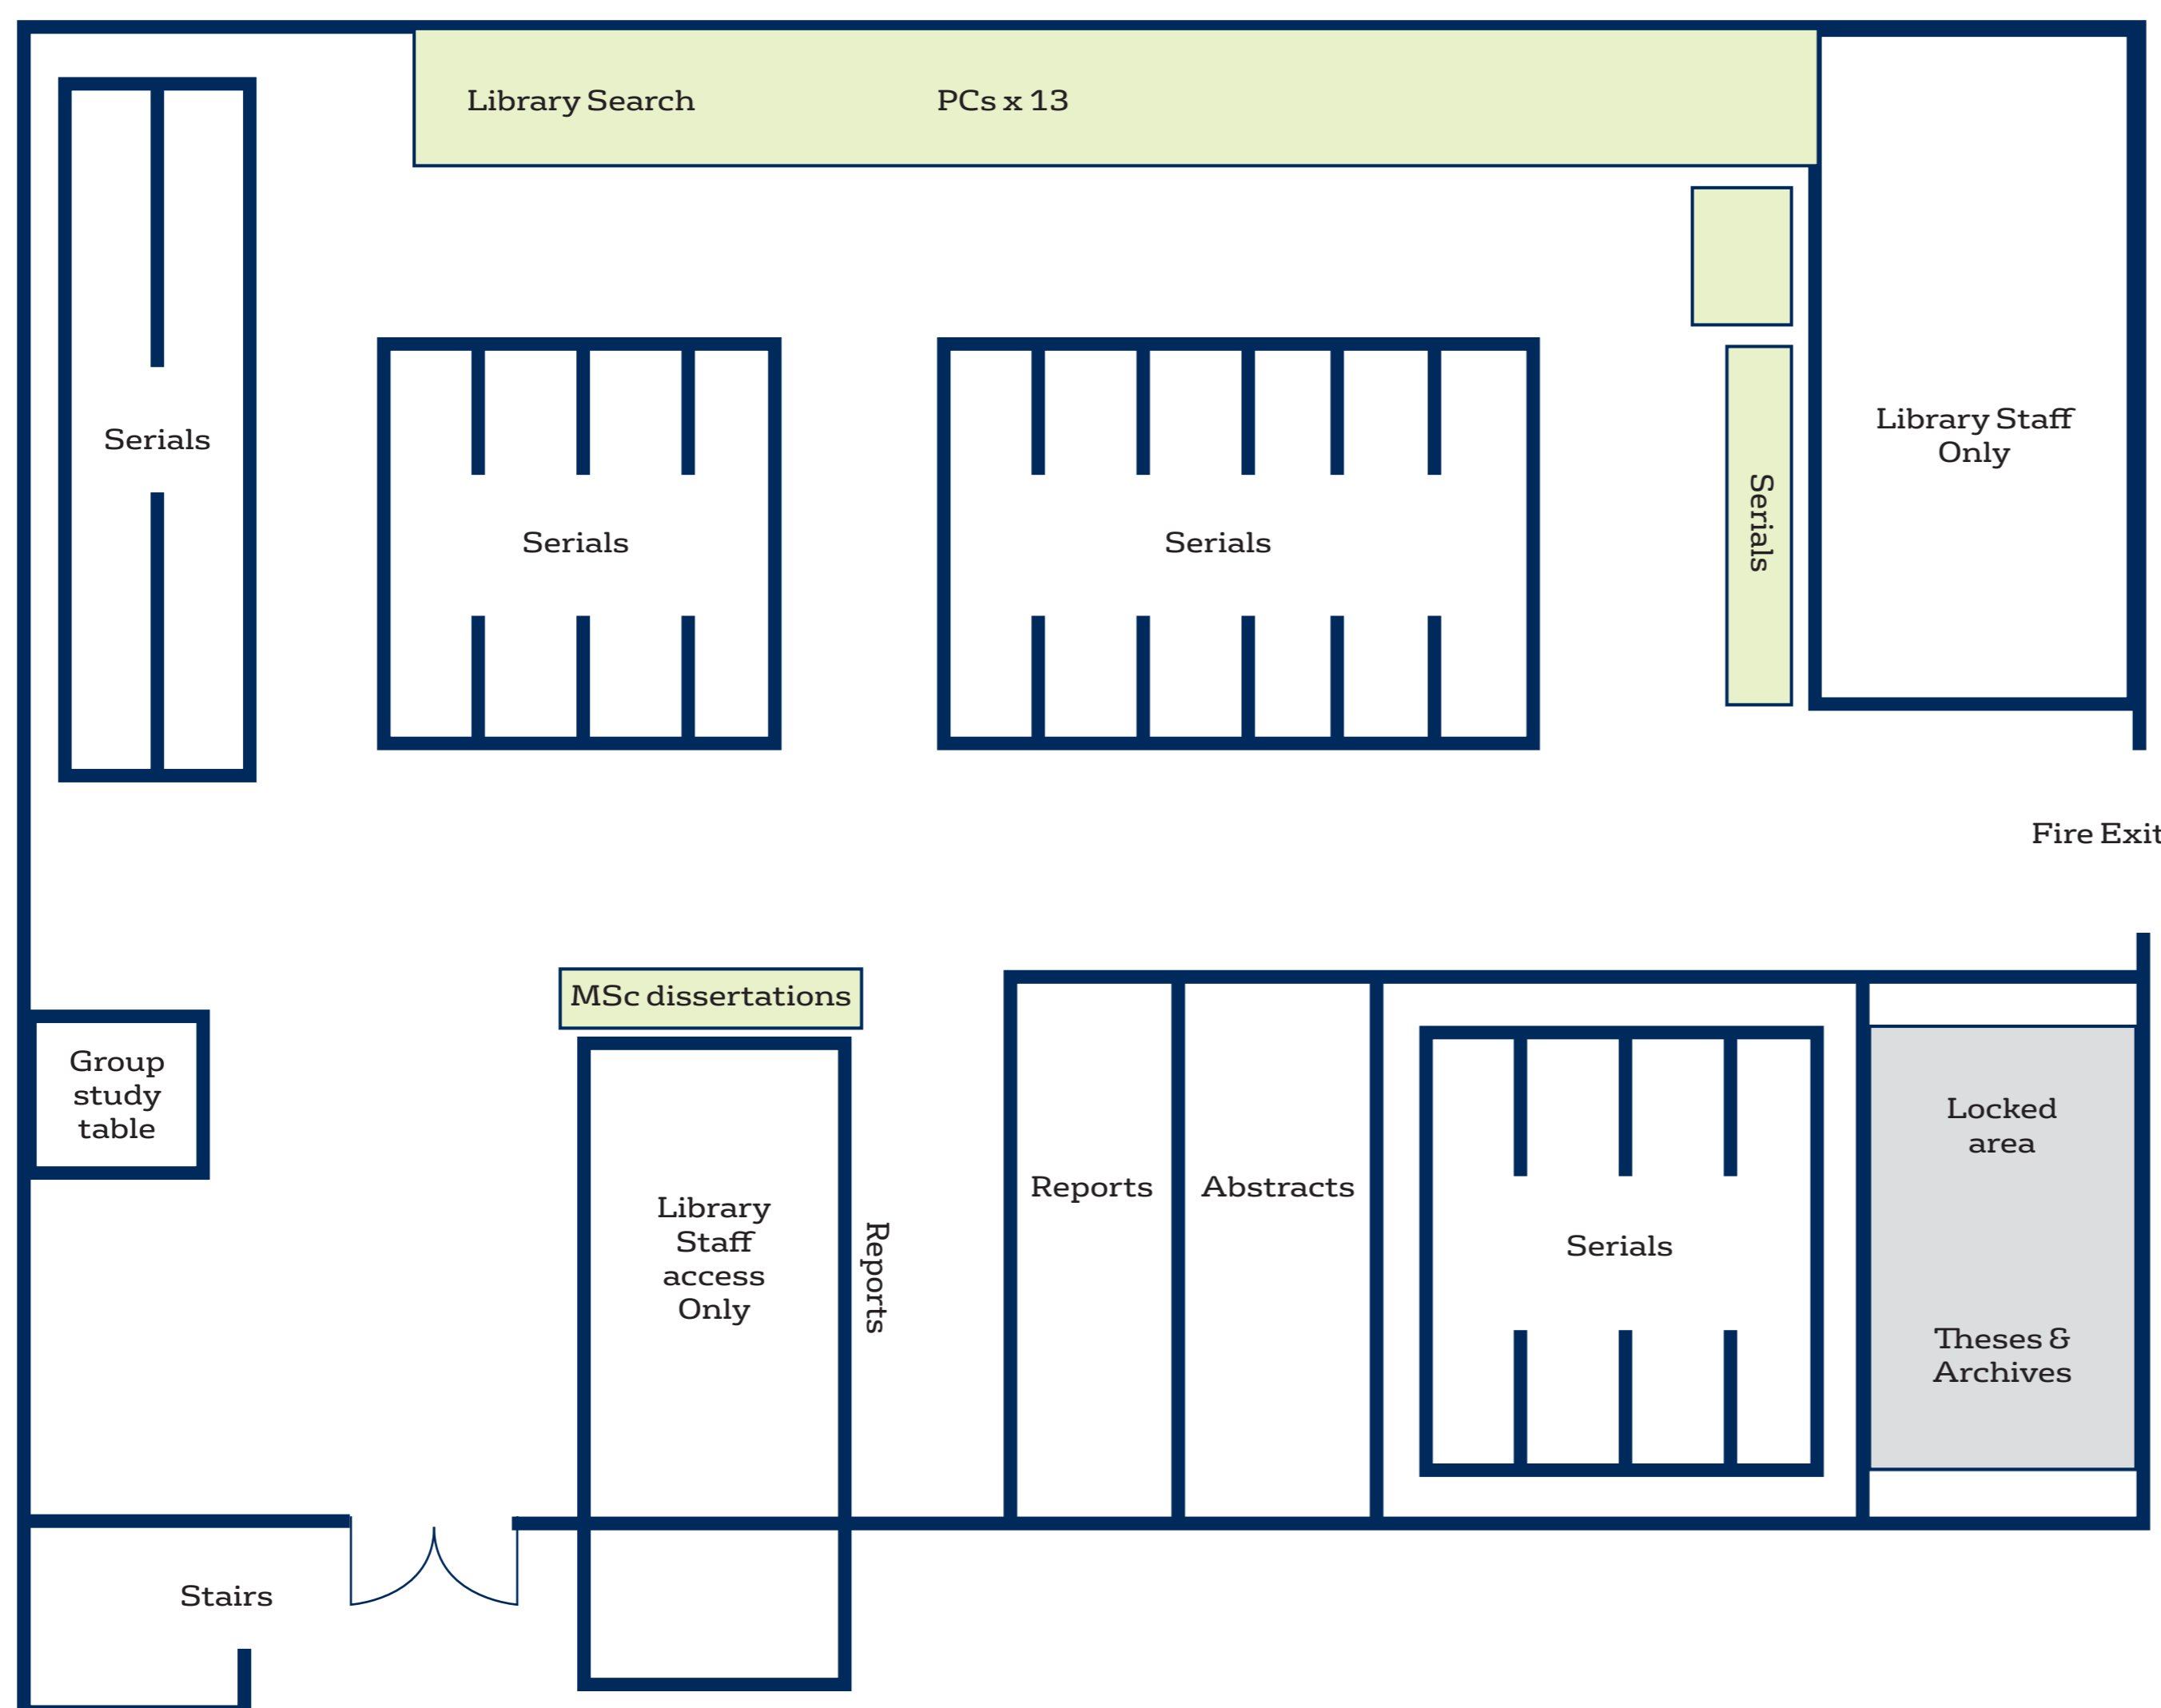 Library Search
PCs x 13
Serials
Serials
Serials
Serials
Library Staff
Only
Fire Exit
MSc dissertations
Group
study
table
Library
Staff
access
Only
Reports
Reports
Abstracts
Serials
Locked
area
Theses &
Archives
Stairs